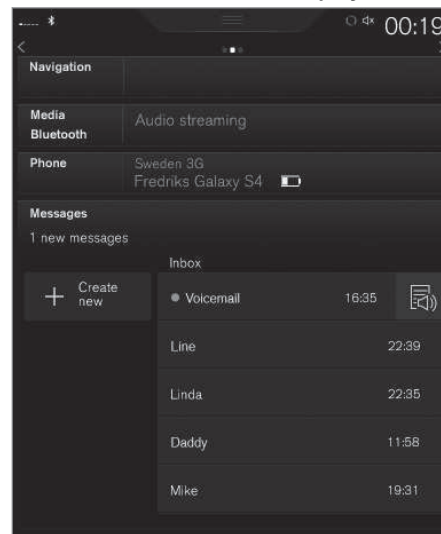 00:19
Navigation
Media
Bluetooth
Audio streaming
Phone
Sweden 3G
Fredriks Galaxy S4
Messages
1 new messages
Inbox
Create
new
Voicemail 16:35
Line 22:39
Linda 22:35
Daddy 11:58
Mike 19:31